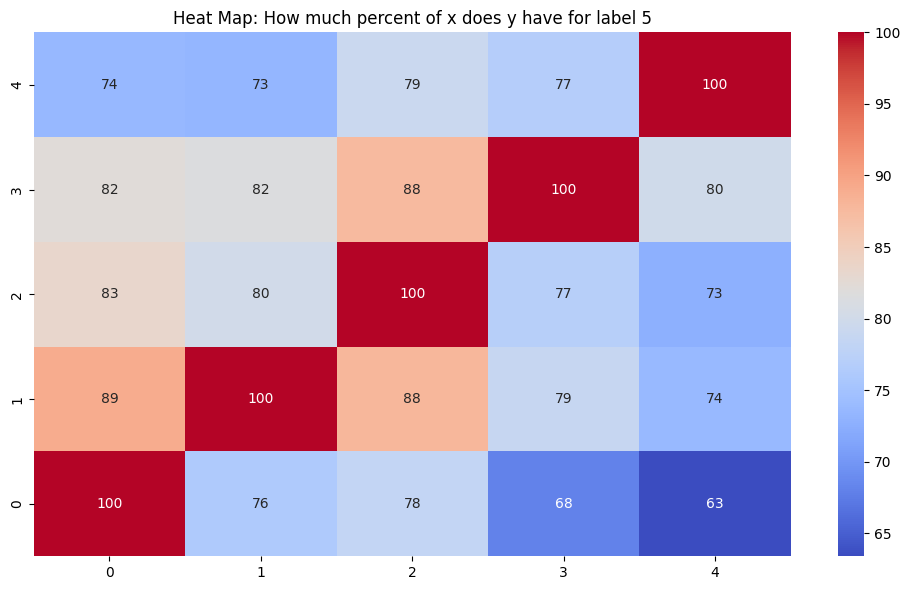 Heat Map: How much percent of x does y have for label 5
4 74 73 79 77 100
3 82 82 88 100 80
2 83 80 100 77 73
1 89 100 88 79 74
0 100 76 78 68 63
0 1 2 3 4
100
95
90
85
80
75
70
65